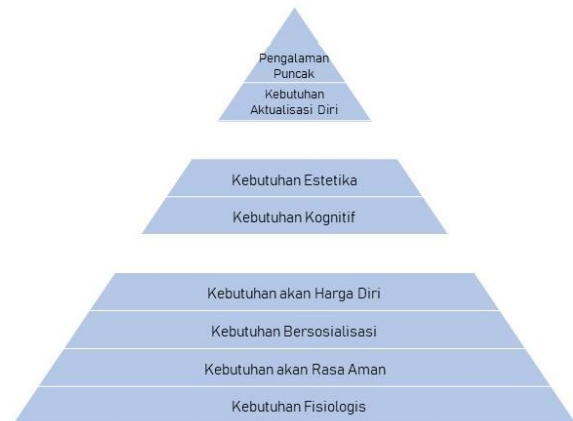 Pengalaman
Puncak
Kebutuhan
Aktualisasi Diri
Kebutuhan Estetika
Kebutuhan Kognitif
Kebutuhan akan Harga Diri
Kebutuhan Bersosialisasi
Kebutuhan akan Rasa Aman
Kebutuhan Fisiologis